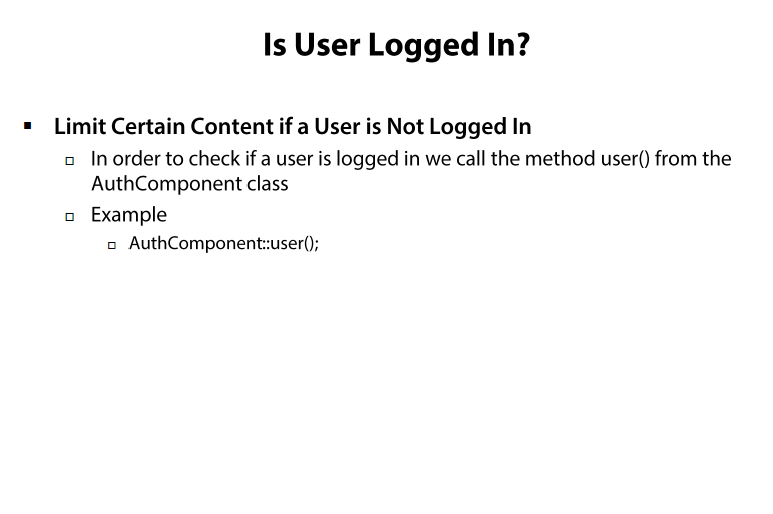 Is User Logged In?
Limit Certain Content if a User is Not Logged In
In order to check if a user is logged in we call the method user() from the
AuthComponent class
Example
AuthComponent::user();